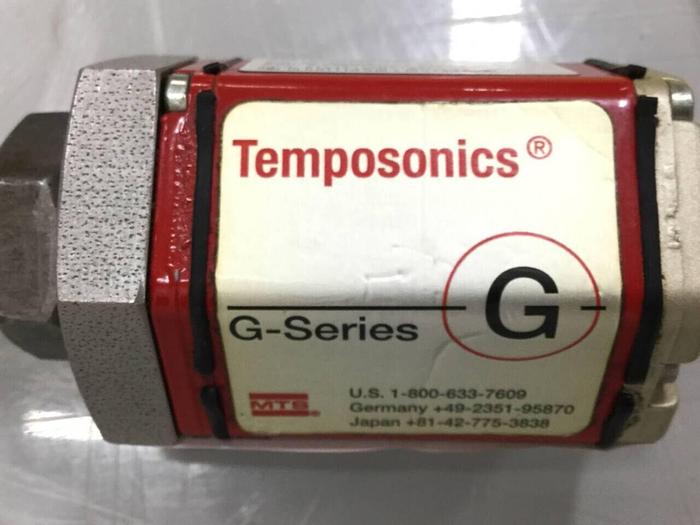 Temposonics®
G
G-Series
MTS®
U.S. 1-800-633-7609
Germany +49-2351-95870
Japan +81-42-775-3838